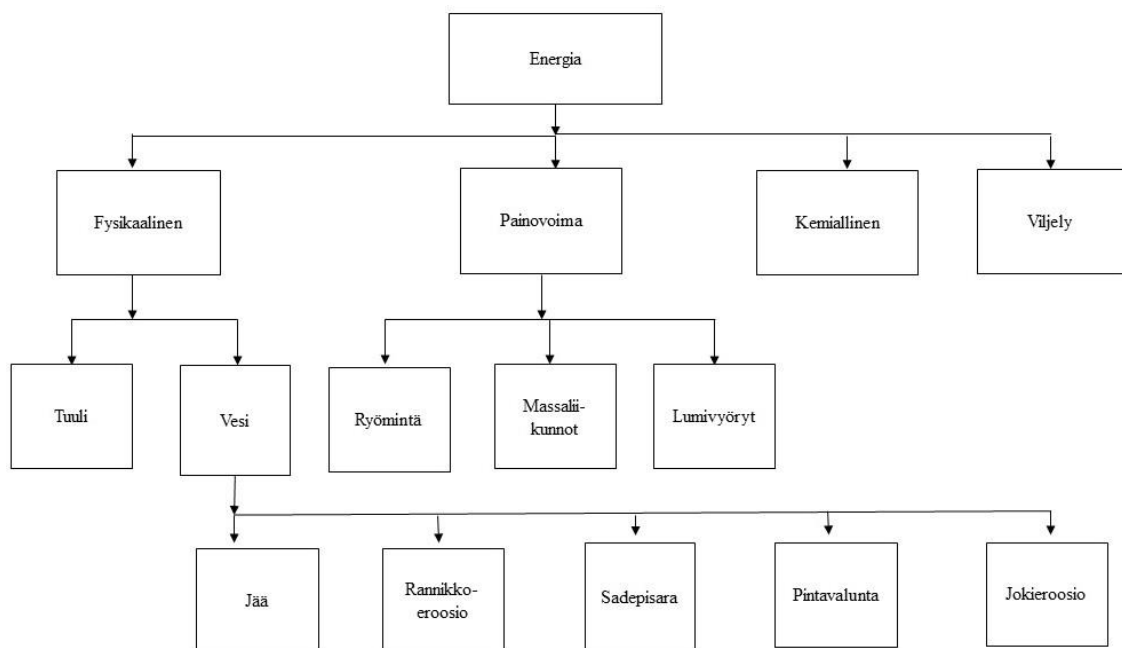 Energia
Fysikaalinen
Painovoima
Kemiallinen
Viljely
Tuuli
Vesi
Ryömintä
Massalii-
kunnot
Lumivyöryt
Jää
Rannikko-
eroosio
Sadepisara
Pintavalunta
Jokieroosio